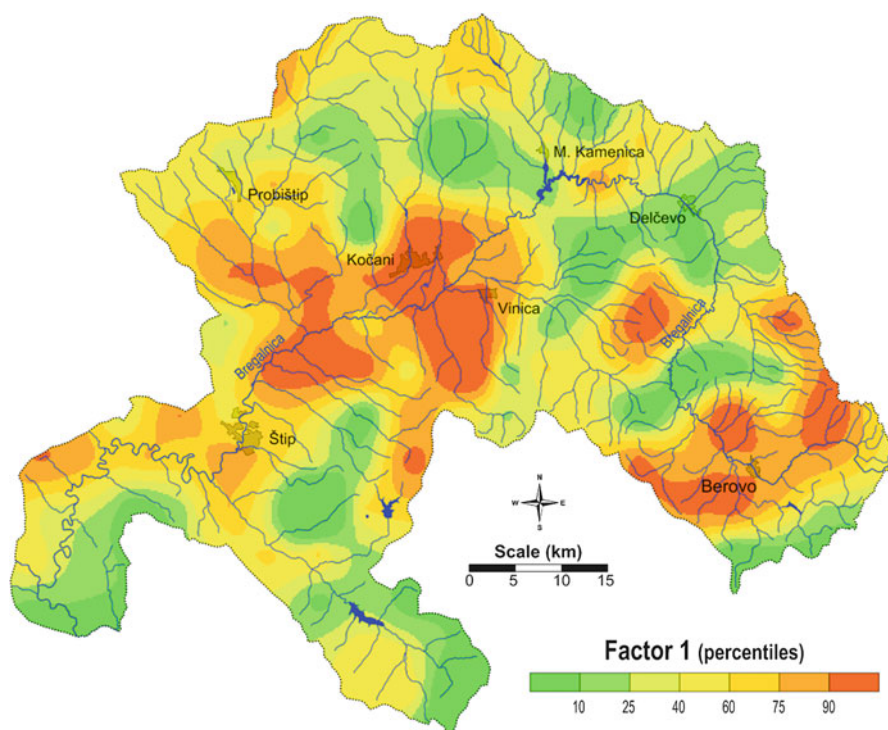 M. Kamenica
Probištip
Delčevo
Kočani
Vinica
Bregalnica
Bregalnica
Štip
Berovo
N
W E
S
Scale (km)
0 5 10 15
Factor 1 (percentiles)
10 25 40 60 75 90